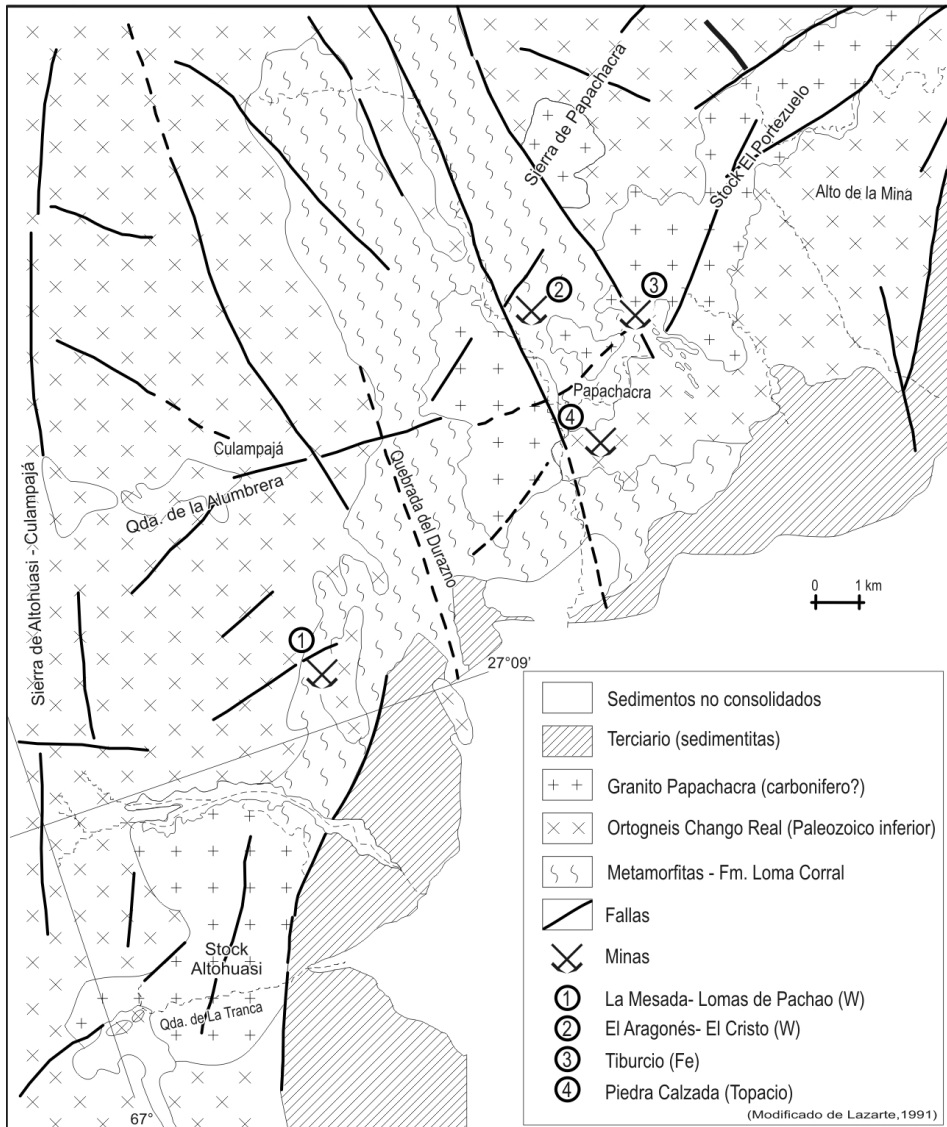 Sierra de Papachacra
Stock El Portezuelo
Alto de la Mina
2
3
Papachacra
4
Culampajá
Qda. de la Alumbrera
Quebrada del Durazno
Sierra de Altohuasi - Culampajá
0 1 km
1
27°09'
Stock
Altohuasi
Qda. de La Tranca
67°
Sedimentos no consolidados
Terciario (sedimentitas)
Granito Papachacra (carbonifero?)
Ortogneis Chango Real (Paleozoico inferior)
Metamorfitas - Fm. Loma Corral
Fallas
Minas
1 La Mesada- Lomas de Pachao (W)
2 El Aragonés- El Cristo (W)
3 Tiburcio (Fe)
4 Piedra Calzada (Topacio)
(Modificado de Lazarte,1991)